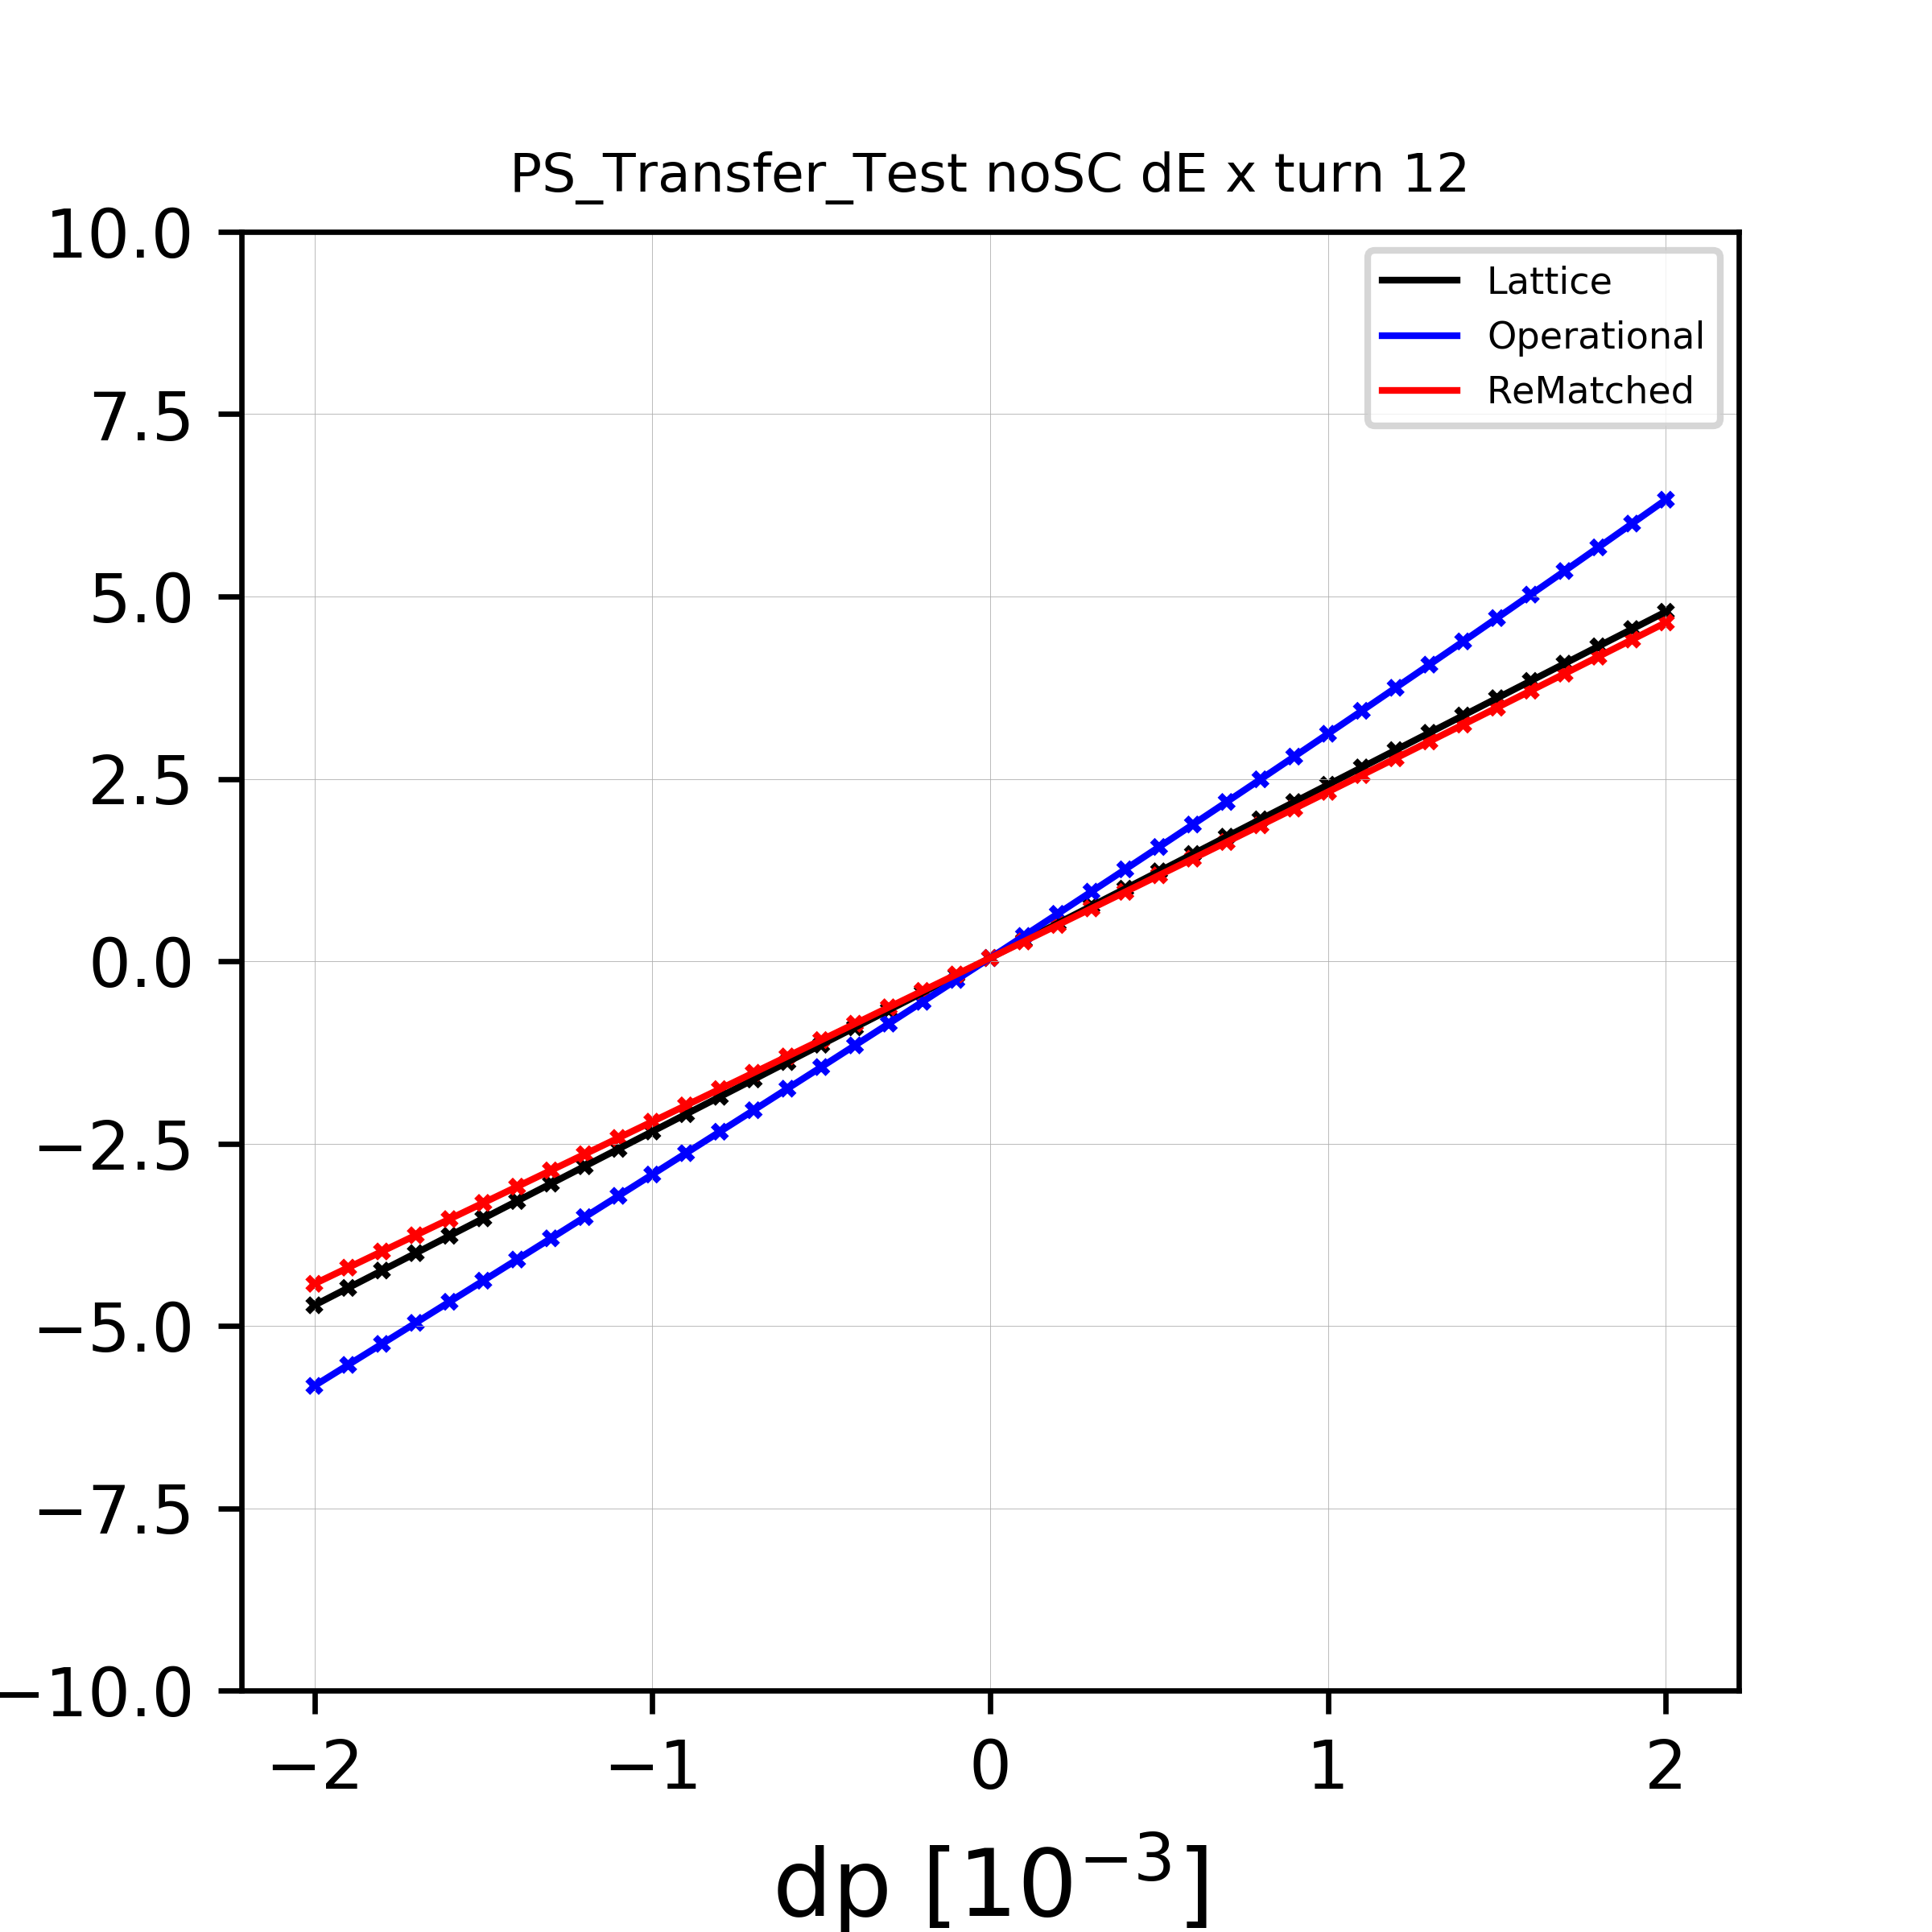 PS_Transfer_Test noSC dE x turn 12
10.0
7.5
5.0
2.5
0.0
−2.5
−5.0
−7.5
−10.0
Lattice
Operational
ReMatched
−2 −1 0 1 2
dp [10⁻³]